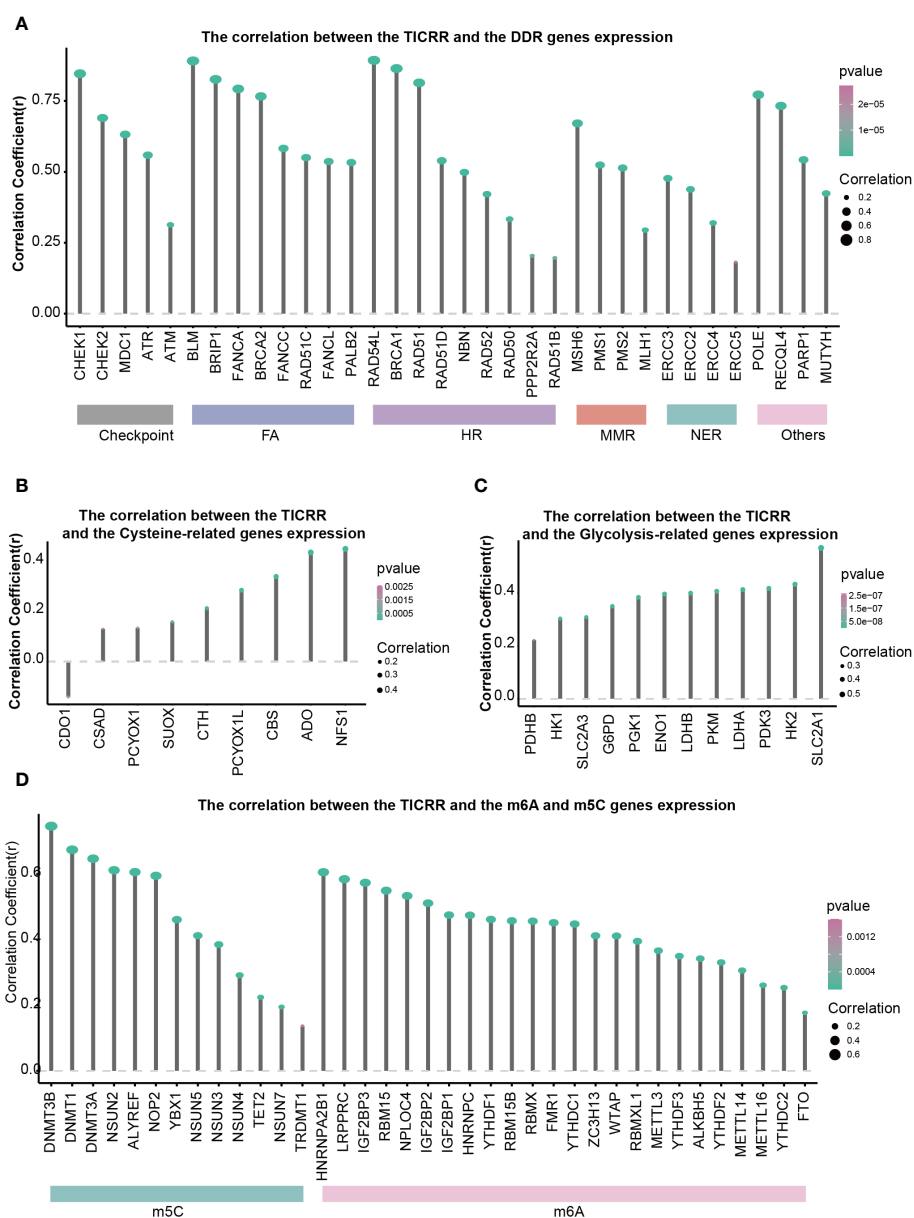 A
The correlation between the TICRR and the DDR genes expression
Correlation Coefficient(r)
0.75
0.50
0.25
0.00
CHEK1
CHEK2
MDC1
ATR
ATM
BLM
BRIP1
FANCA
BRCA2
FANCC
RAD51C
FANCL
PALB2
RAD54L
BRCA1
RAD51
RAD51D
NBN
RAD52
RAD50
PPP2R2A
RAD51B
MSH6
PMS1
PMS2
MLH1
ERCC3
ERCC2
ERCC4
ERCC5
POLE
RECQL4
PARP1
MUTYH
Checkpoint
FA
HR
MMR
NER
Others
pvalue
2e-05
1e-05
Correlation
0.2
0.4
0.6
0.8
B
The correlation between the TICRR
and the Cysteine-related genes expression
Correlation Coefficient(r)
0.4
0.2
0.0
CDO1
CSAD
PCYOX1
SUOX
CTH
PCYOX1L
CBS
ADO
NFS1
pvalue
0.0025
0.0015
0.0005
Correlation
0.2
0.3
0.4
C
The correlation between the TICRR
and the Glycolysis-related genes expression
Correlation Coefficient(r)
0.4
0.2
0.0
PDHB
HK1
SLC2A3
G6PD
PGK1
ENO1
LDHB
PKM
LDHA
PDK3
HK2
SLC2A1
pvalue
2.5e-07
1.5e-07
5.0e-08
Correlation
0.3
0.4
0.5
D
The correlation between the TICRR and the m6A and m5C genes expression
Correlation Coefficient(r)
0.6
0.4
0.2
0.0
DNMT3B
DNMT1
DNMT3A
NSUN2
ALYREF
NOP2
YBX1
NSUN5
NSUN3
NSUN4
TET2
NSUN7
TRDMT1
HNRNPA2B1
LRPPRC
IGF2BP3
RBM15
NPLOC4
IGF2BP2
IGF2BP1
HNRNPC
YTHDF1
RBM15B
RBMX
FMR1
YTHDC1
ZC3H13
WTAP
RBMXL1
METTL3
YTHDF3
ALKBH5
YTHDF2
METTL14
METTL16
YTHDC2
FTO
m5C
m6A
pvalue
0.0012
0.0004
Correlation
0.2
0.4
0.6